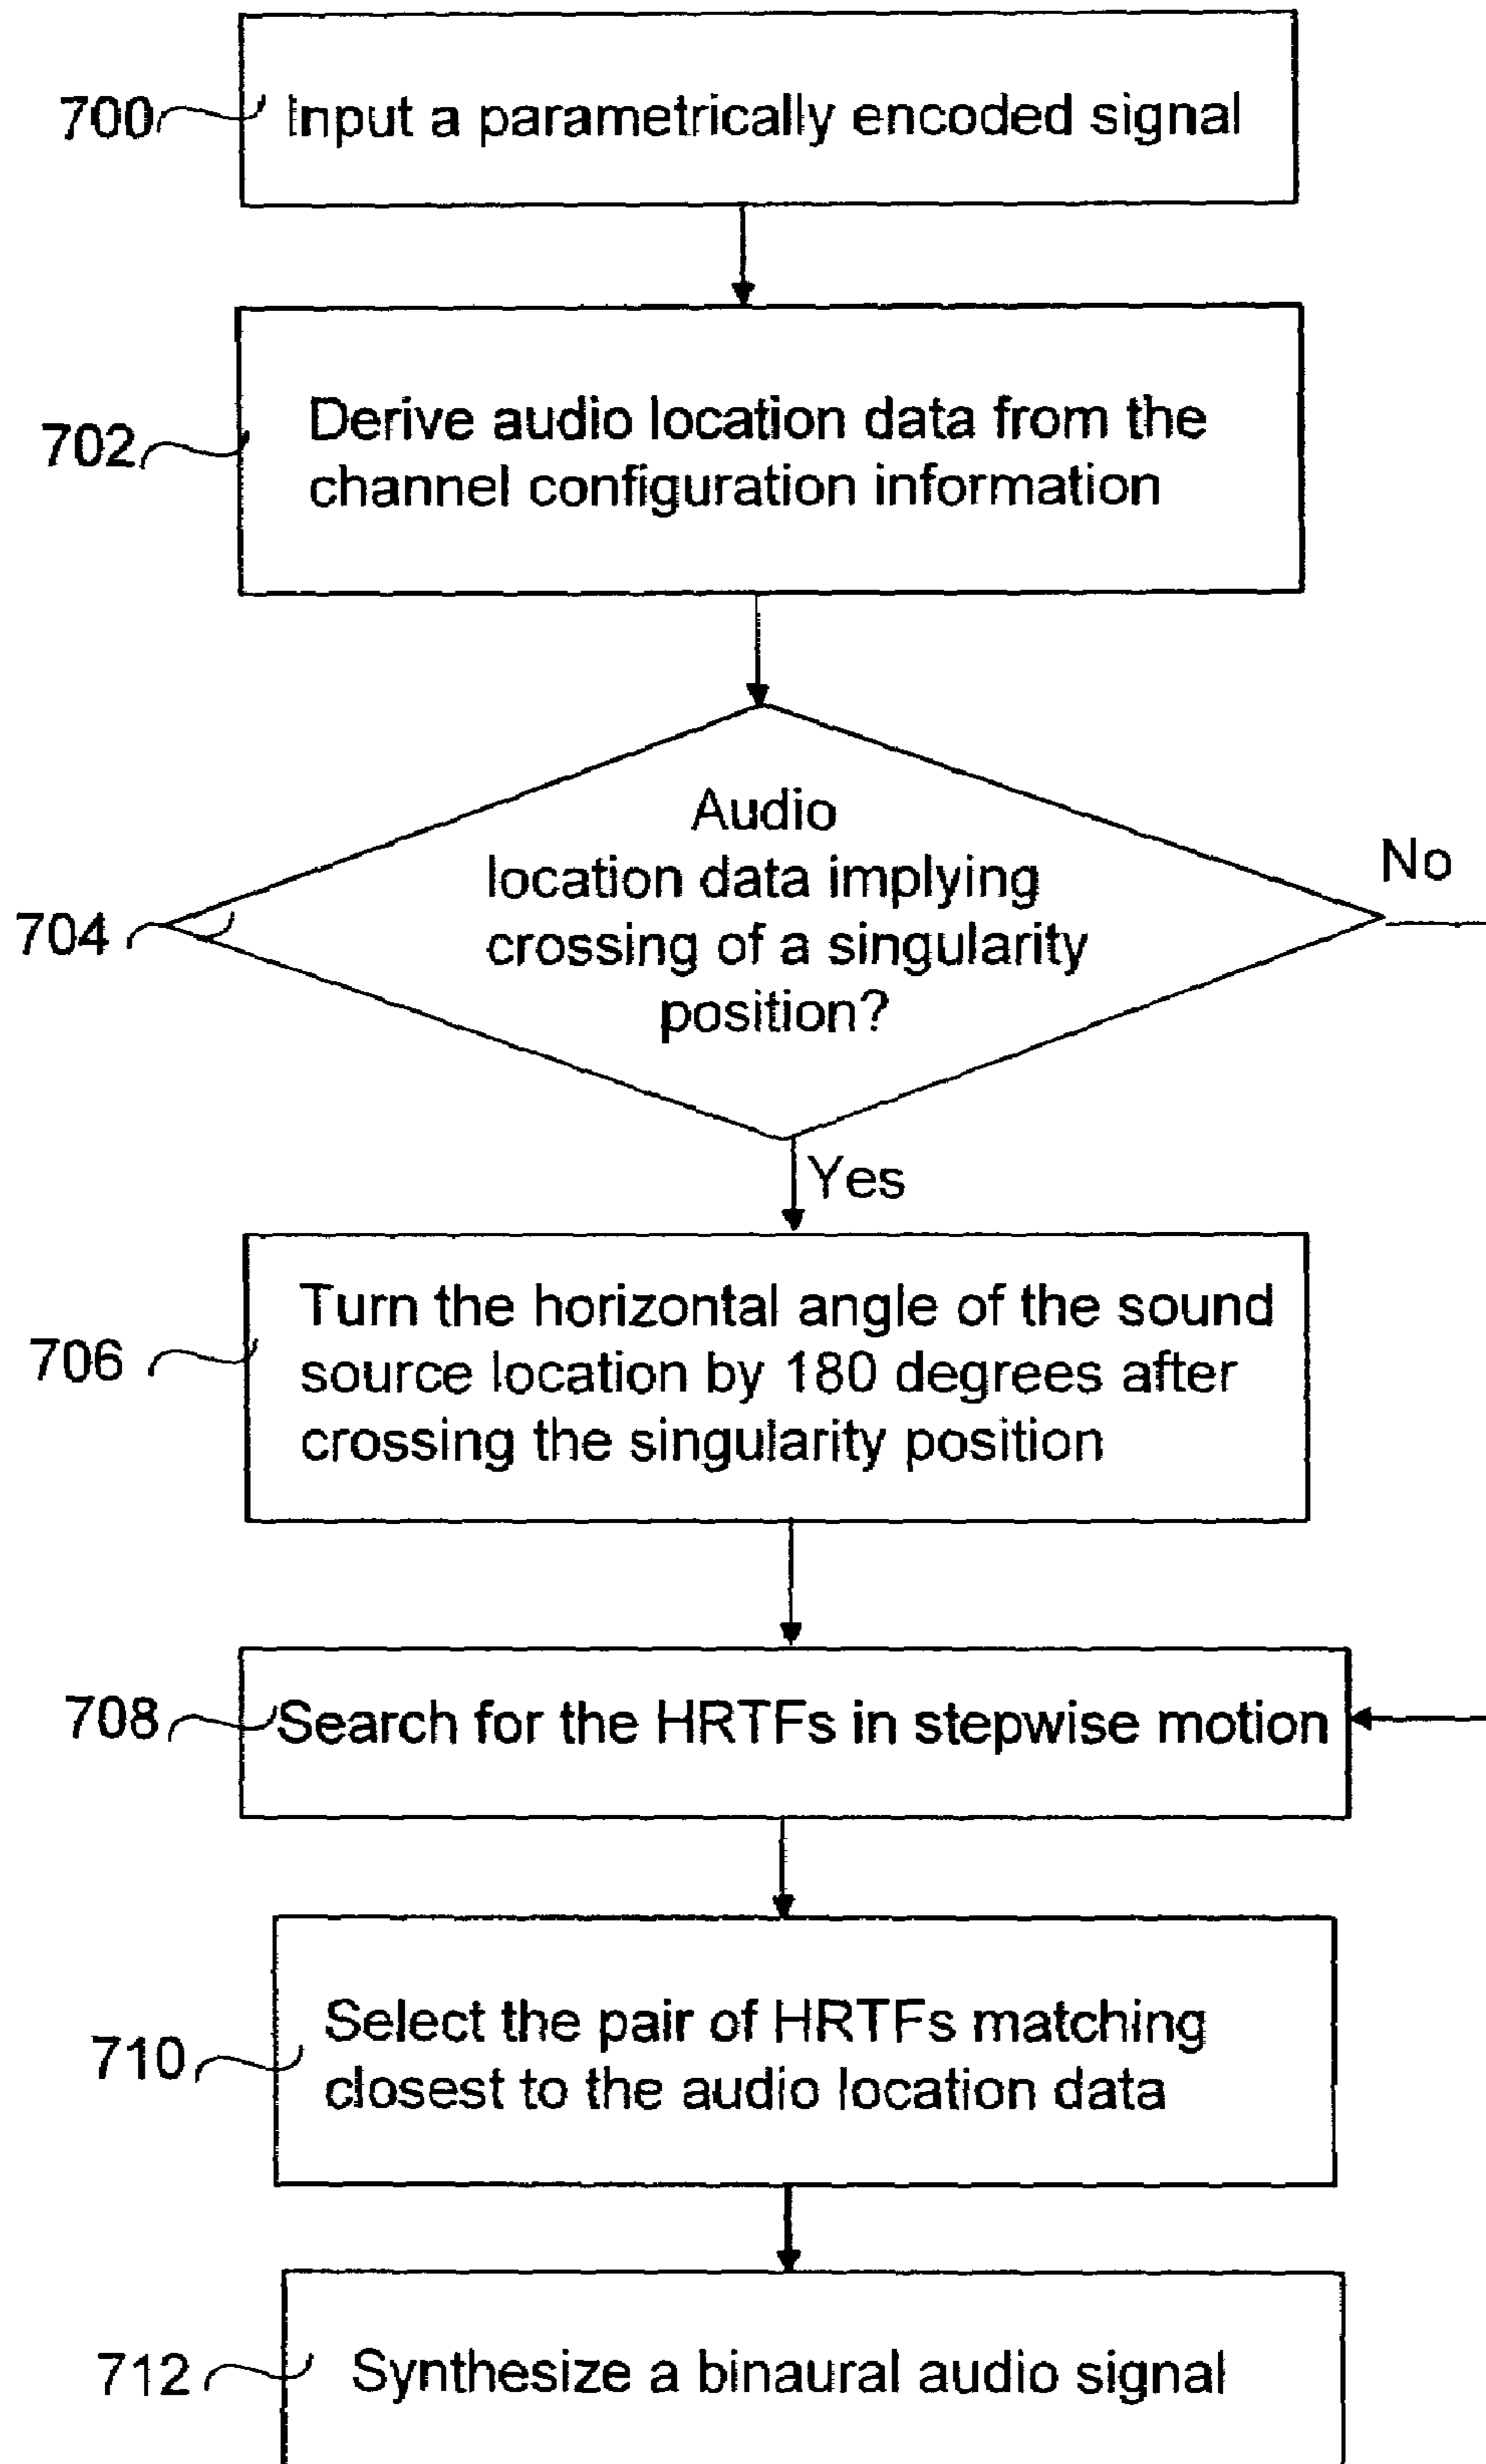 700
Input a parametrically encoded signal
702
Derive audio location data from the
channel configuration information
704
Audio
location data implying
crossing of a singularity
position?
No
Yes
706
Turn the horizontal angle of the sound
source location by 180 degrees after
crossing the singularity position
708
Search for the HRTFs in stepwise motion
710
Select the pair of HRTFs matching
closest to the audio location data
712
Synthesize a binaural audio signal